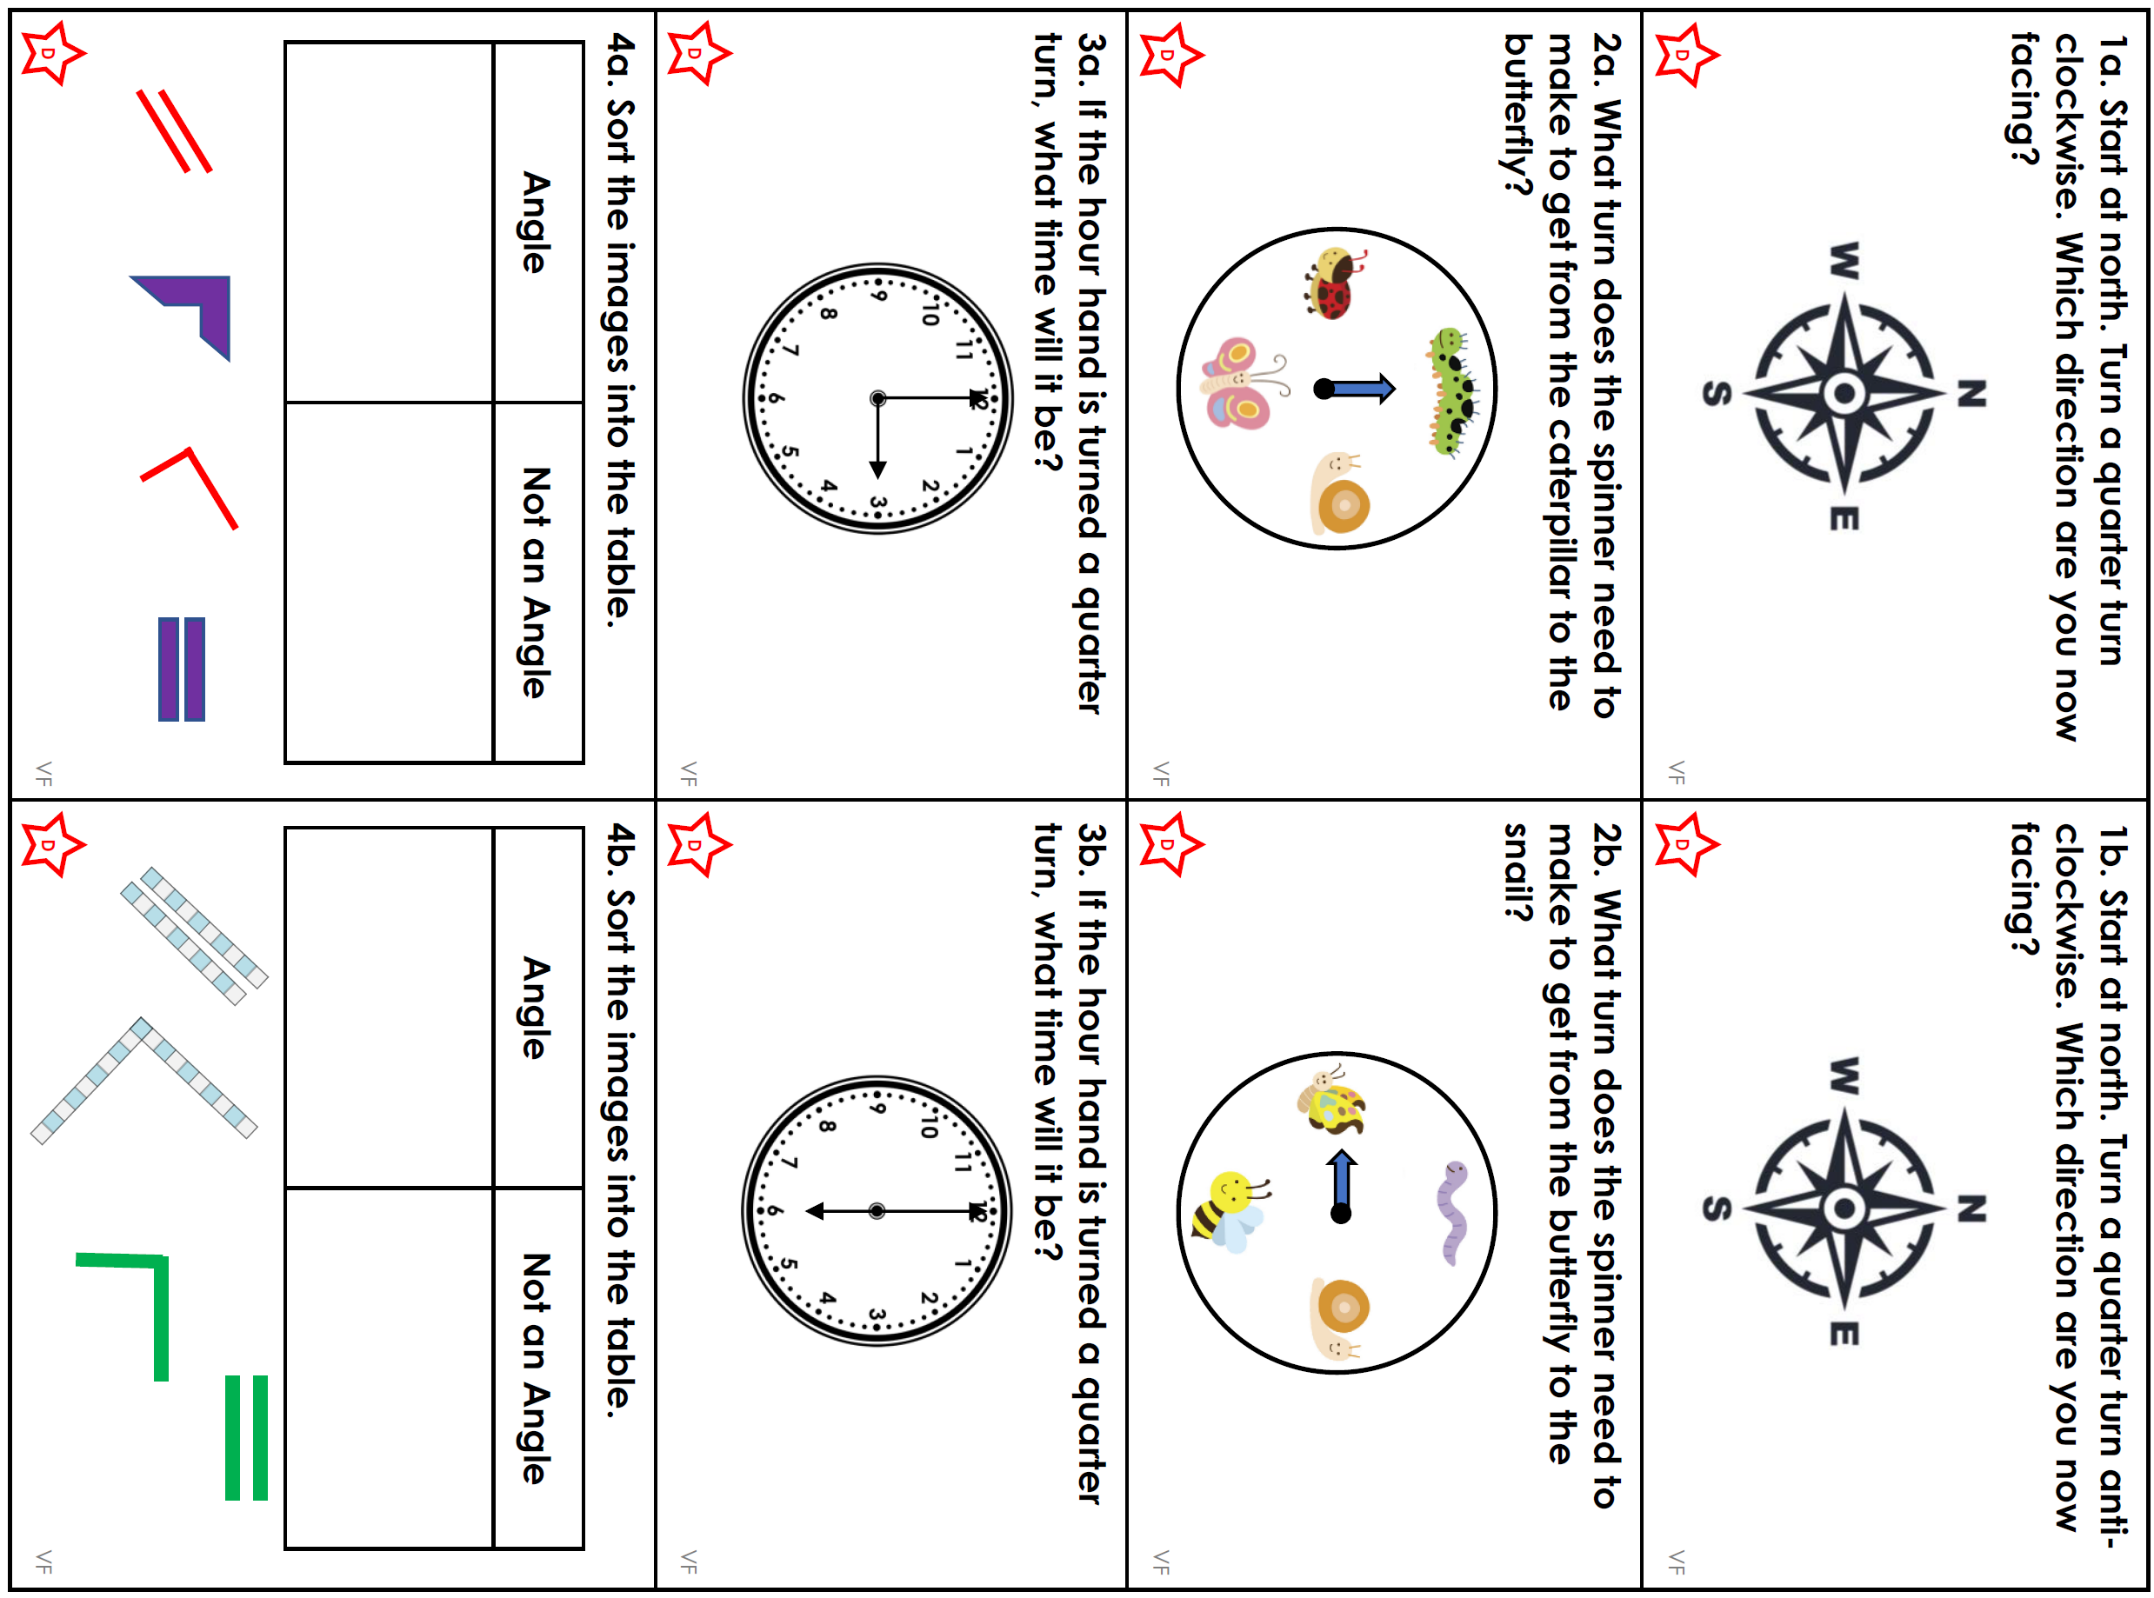 1a. Start at north. Turn a quarter turn
clockwise. Which direction are you now
facing?
N
W
E
S
D
VF
1b. Start at north. Turn a quarter turn anti-
clockwise. Which direction are you now
facing?
N
W
E
S
D
VF
2a. What turn does the spinner need to
make to get from the caterpillar to the
butterfly?
D
VF
2b. What turn does the spinner need to
make to get from the butterfly to the
snail?
D
VF
3a. If the hour hand is turned a quarter
turn, what time will it be?
12
1
2
3
4
5
6
7
8
9
10
11
D
VF
3b. If the hour hand is turned a quarter
turn, what time will it be?
12
1
2
3
4
5
6
7
8
9
10
11
D
VF
4a. Sort the images into the table.
Angle
Not an Angle
D
VF
4b. Sort the images into the table.
Angle
Not an Angle
D
VF